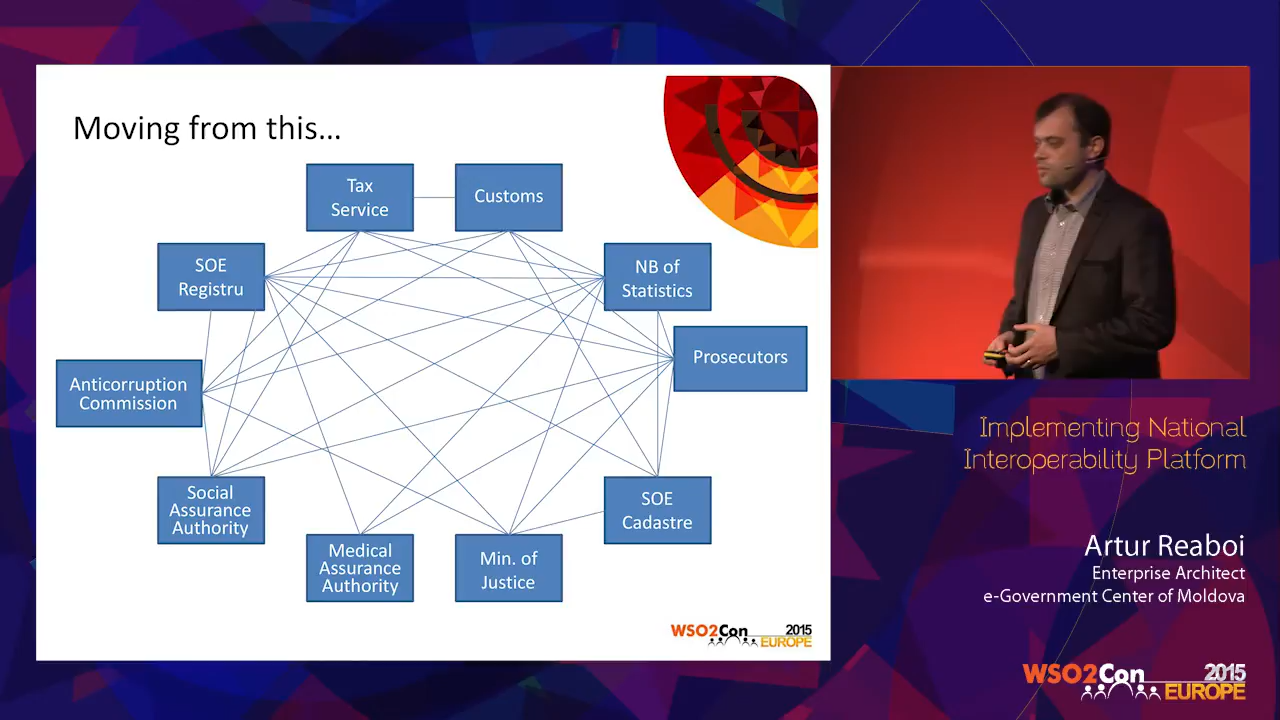 Moving from this...
Tax
Service
Customs
SOE
Registru
NB of
Statistics
Prosecutors
Anticorruption
Commission
Social
Assurance
Authority
Medical
Assurance
Authority
Min. of
Justice
SOE
Cadastre
WSO2Con 2015
EUROPE
Implementing National
Interoperability Platform
Artur Reaboi
Enterprise Architect
e-Government Center of Moldova
WSO2Con 2015
EUROPE